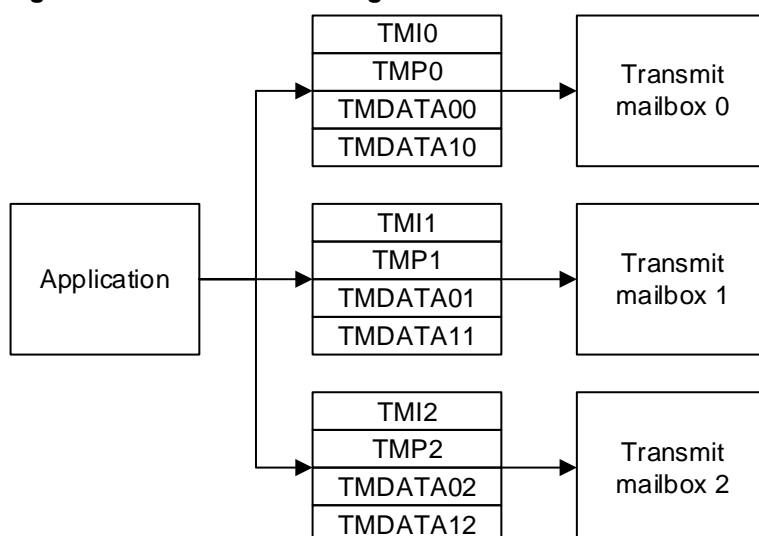 TMI0
TMP0
TMDATA00
TMDATA10
Transmit
mailbox 0
Application
TMI1
TMP1
TMDATA01
TMDATA11
Transmit
mailbox 1
TMI2
TMP2
TMDATA02
TMDATA12
Transmit
mailbox 2